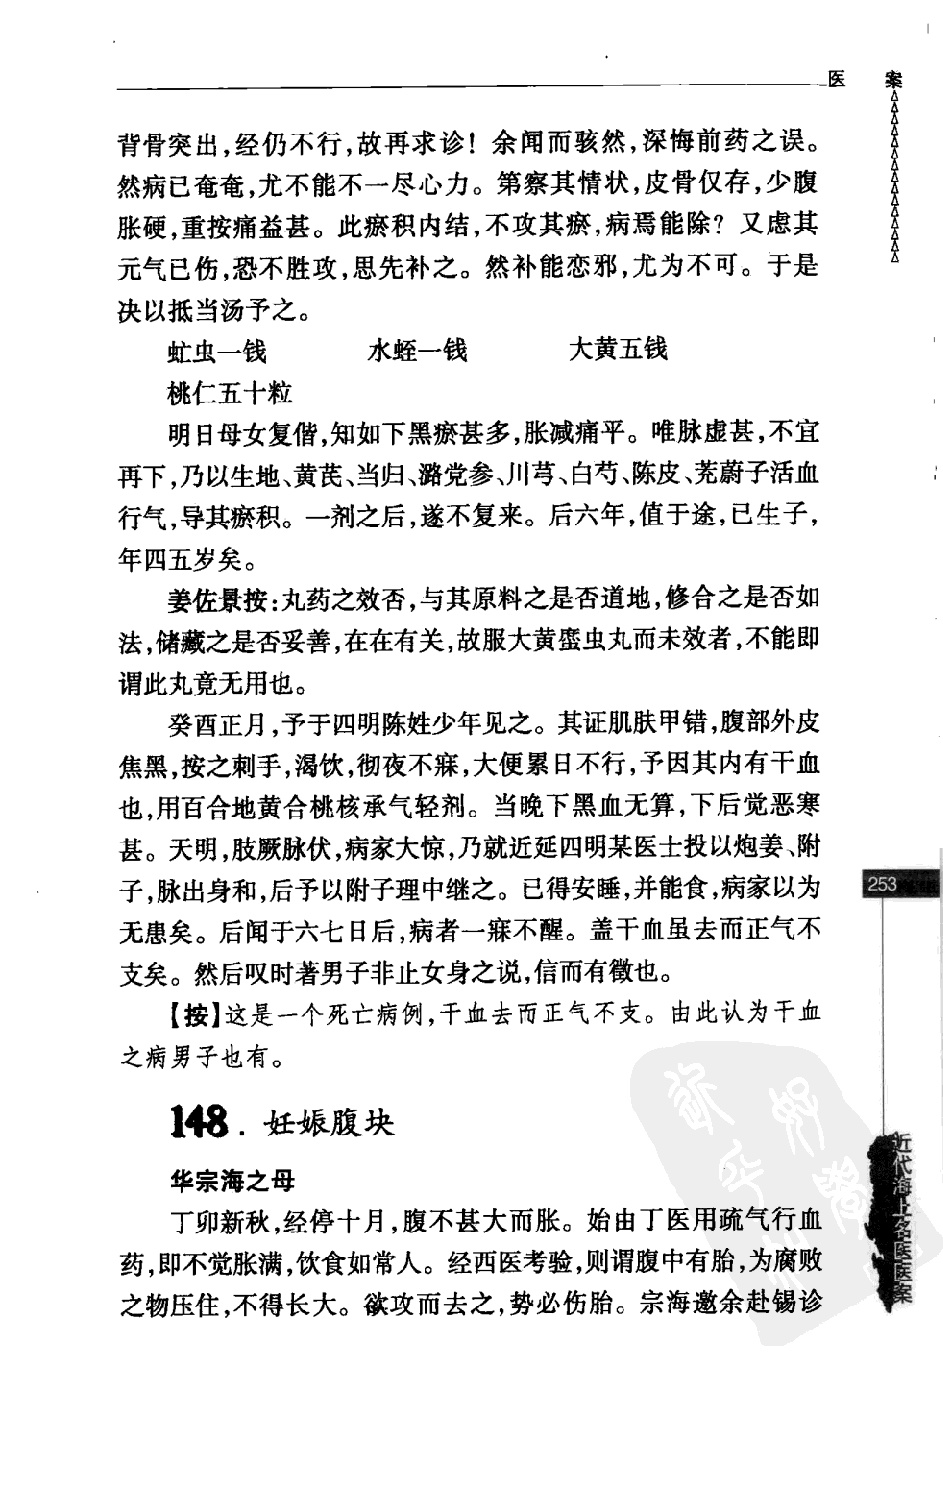 医 案
背骨突出,经仍不行,故再求诊! 余闻而骇然,深悔前药之误。
然病已奄奄,尤不能不一尽心力。第察其情状,皮骨仅存,少腹
胀硬,重按痛益甚。此瘀积内结,不攻其瘀,病焉能除? 又虑其
元气已伤,恐不胜攻,思先补之。然补能恋邪,尤为不可。于是
决以抵当汤予之。
虻虫一钱 水蛭一钱 大黄五钱
桃仁五十粒
明日母女复偕,知如下黑瘀甚多,胀减痛平。唯脉虚甚,不宜
再下,乃以生地、黄芪、当归、潞党参、川芎、白芍、陈皮、茺蔚子活血
行气,导其瘀积。一剂之后,遂不复来。后六年,值于途,已生子,
年四五岁矣。
姜佐景按:丸药之效否,与其原料之是否道地,修合之是否如
法,储藏之是否妥善,在在有关,故服大黄䗪虫丸而未效者,不能即
谓此丸竟无用也。
癸酉正月,予于四明陈姓少年见之。其证肌肤甲错,腹部外皮
焦黑,按之刺手,渴饮,彻夜不寐,大便累日不行,予因其内有干血
也,用百合地黄合桃核承气轻剂。当晚下黑血无算,下后觉恶寒
甚。天明,肢厥脉伏,病家大惊,乃就近延四明某医士投以炮姜、附
子,脉出身和,后予以附子理中继之。已得安睡,并能食,病家以为
无患矣。后闻于六七日后,病者一寐不醒。盖干血虽去而正气不
支矣。然后叹时著男子非止女身之说,信而有徵也。
【按】这是一个死亡病例,干血去而正气不支。由此认为干血
之病男子也有。
148. 妊娠腹块
华宗海之母
丁卯新秋,经停十月,腹不甚大而胀。始由丁医用疏气行血
药,即不觉胀满,饮食如常人。经西医考验,则谓腹中有胎,为腐败
之物压住,不得长大。欲攻而去之,势必伤胎。宗海邀余赴锡诊
253
近代海上名医医案